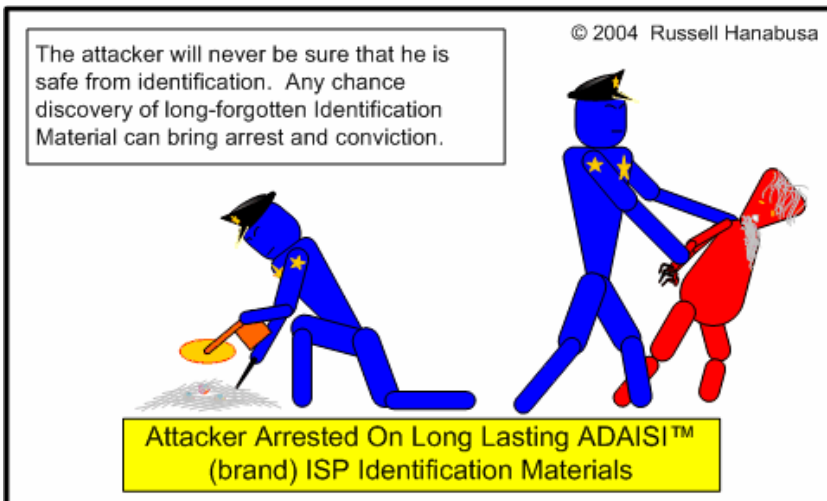 © 2004 Russell Hanabusa
The attacker will never be sure that he is
safe from identification. Any chance
discovery of long-forgotten Identification
Material can bring arrest and conviction.
Attacker Arrested On Long Lasting ADAISI™
(brand) ISP Identification Materials